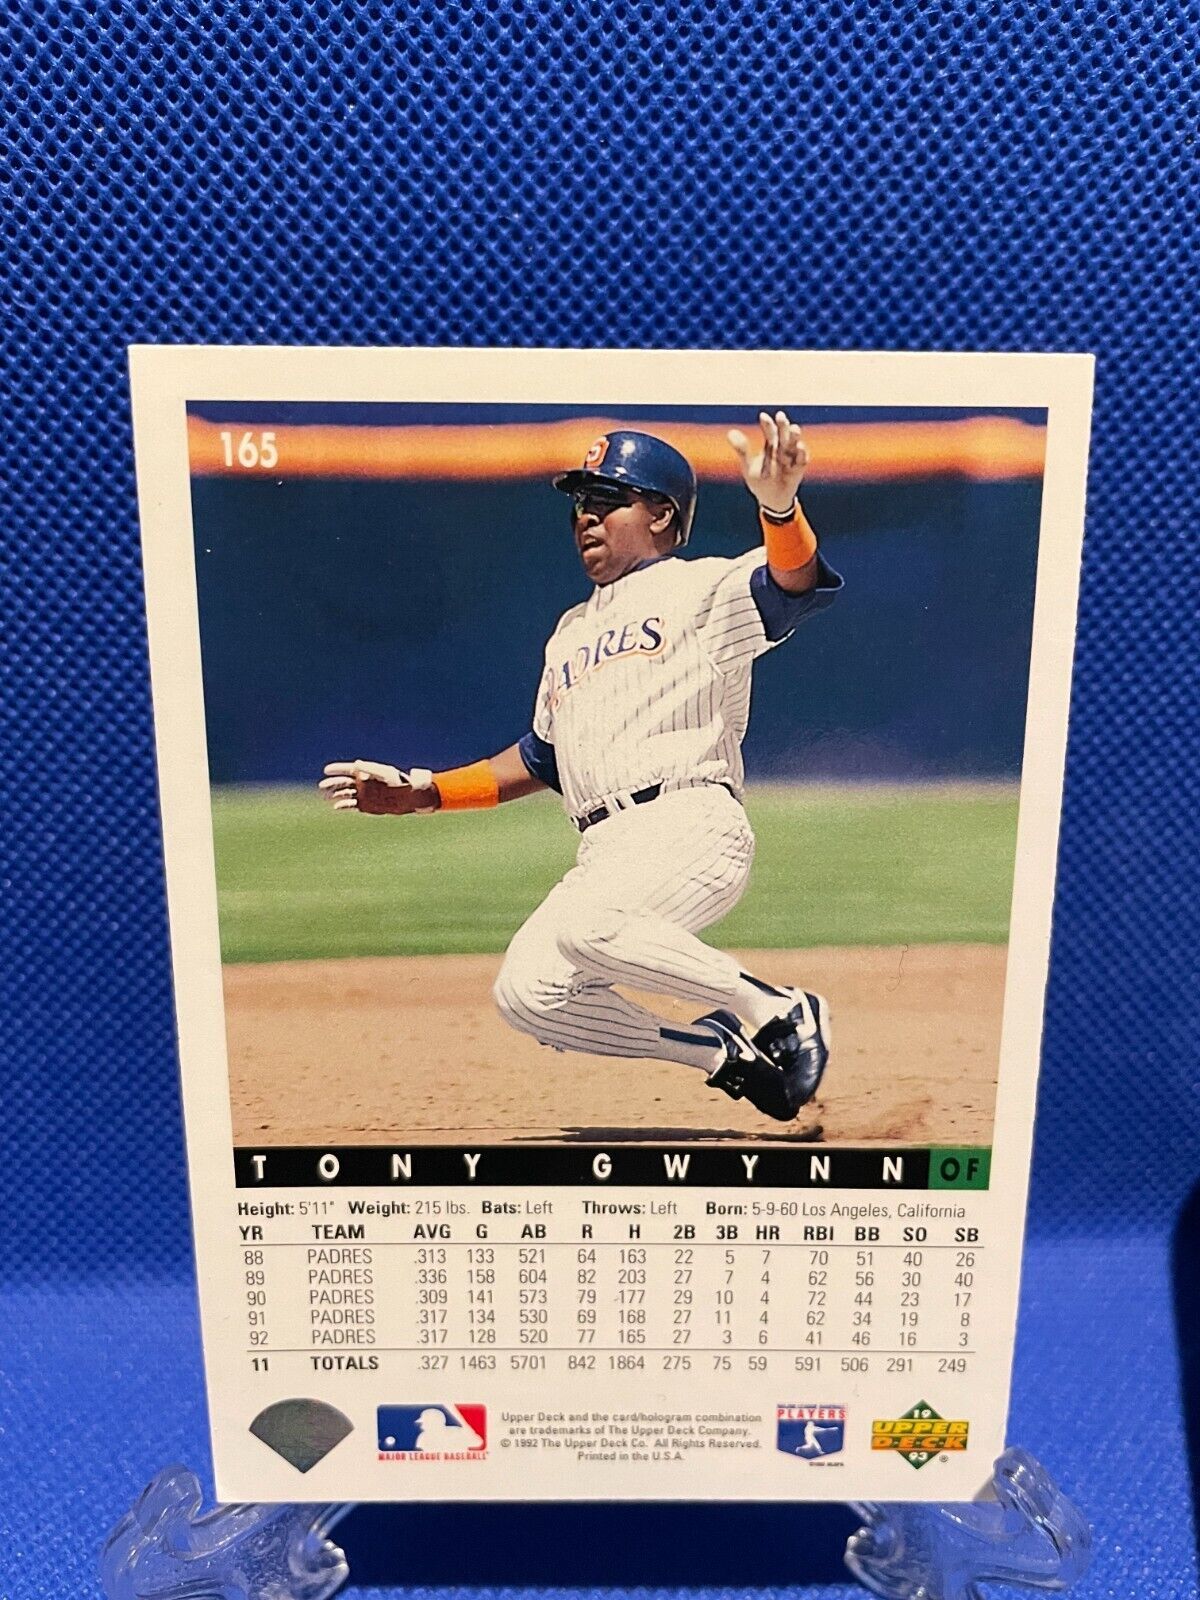 165
S
PADRES
TONY GWYNN OF
Height: 5'11" Weight: 215 lbs. Bats: Left Throws: Left Born: 5-9-60 Los Angeles, California
YR TEAM AVG G AB R H 2B 3B HR RBI BB SO SB
88 PADRES .313 133 521 64 163 22 5 7 70 51 40 26
89 PADRES .336 158 604 82 203 27 7 4 62 56 30 40
90 PADRES .309 141 573 79 177 29 10 4 72 44 23 17
91 PADRES .317 134 530 69 168 27 11 4 62 34 19 8
92 PADRES .317 128 520 77 165 27 3 6 41 46 16 3
11 TOTALS .327 1463 5701 842 1864 275 75 59 591 506 291 249
MAJOR LEAGUE BASEBALL
Upper Deck and the card/hologram combination
are trademarks of The Upper Deck Company.
© 1992 The Upper Deck Co. All Rights Reserved.
Printed in the U.S.A.
MAJOR LEAGUE BASEBALL
PLAYERS
19
UPPER
DECK
93 ®